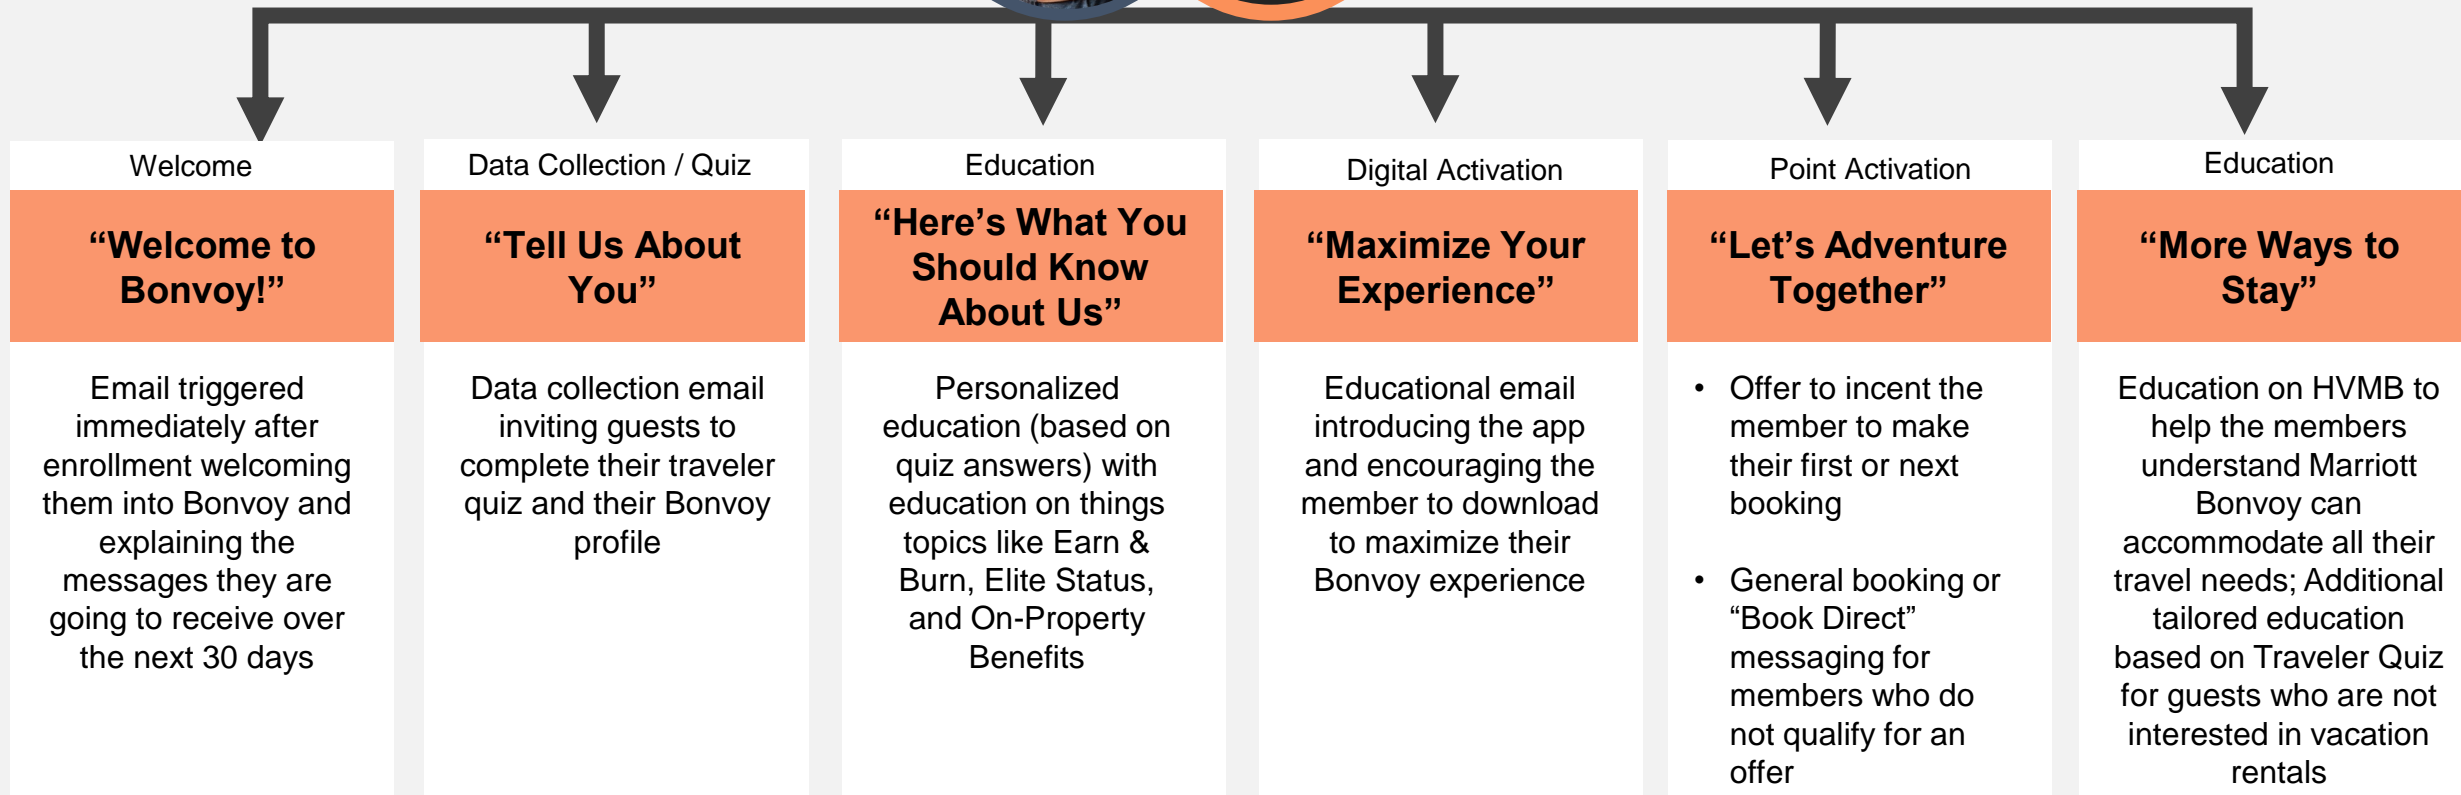 Welcome
“Welcome to
Bonvoy!”
Email triggered
immediately after
enrollment welcoming
them into Bonvoy and
explaining the
messages they are
going to receive over
the next 30 days
Data Collection / Quiz
“Tell Us About
You”
Data collection email
inviting guests to
complete their traveler
quiz and their Bonvoy
profile
Education
“Here’s What You
Should Know
About Us”
Personalized
education (based on
quiz answers) with
education on things
topics like Earn &
Burn, Elite Status,
and On-Property
Benefits
Digital Activation
“Maximize Your
Experience”
Educational email
introducing the app
and encouraging the
member to download
to maximize their
Bonvoy experience
Point Activation
“Let’s Adventure
Together”
• Offer to incent the
member to make
their first or next
booking
• General booking or
“Book Direct”
messaging for
members who do
not qualify for an
offer
Education
“More Ways to
Stay”
Education on HVMB to
help the members
understand Marriott
Bonvoy can
accommodate all their
travel needs; Additional
tailored education
based on Traveler Quiz
for guests who are not
interested in vacation
rentals